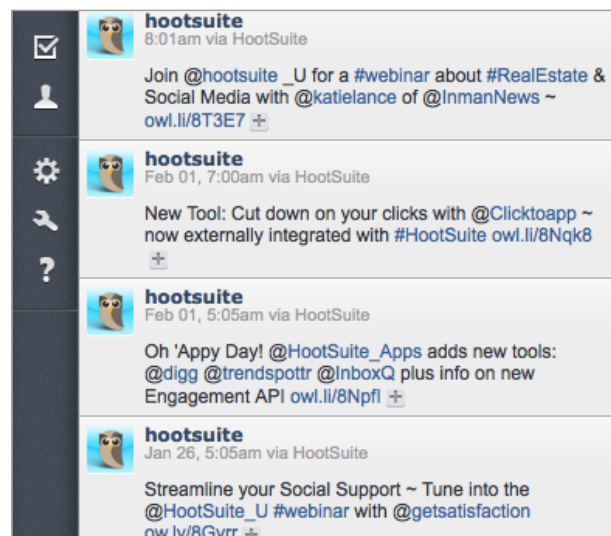 hootsuite
8:01am via HootSuite
Join @hootsuite _U for a #webinar about #RealEstate &
Social Media with @katielance of @InmanNews ~
owl.li/8T3E7
hootsuite
Feb 01, 7:00am via HootSuite
New Tool: Cut down on your clicks with @Clicktoapp ~
now externally integrated with #HootSuite owl.li/8Nqk8
hootsuite
Feb 01, 5:05am via HootSuite
Oh 'Appy Day! @HootSuite_Apps adds new tools:
@digg @trendspottr @InboxQ plus info on new
Engagement API owl.li/8Npfl
hootsuite
Jan 26, 5:05am via HootSuite
Streamline your Social Support ~ Tune into the
@HootSuite_U #webinar with @getsatisfaction